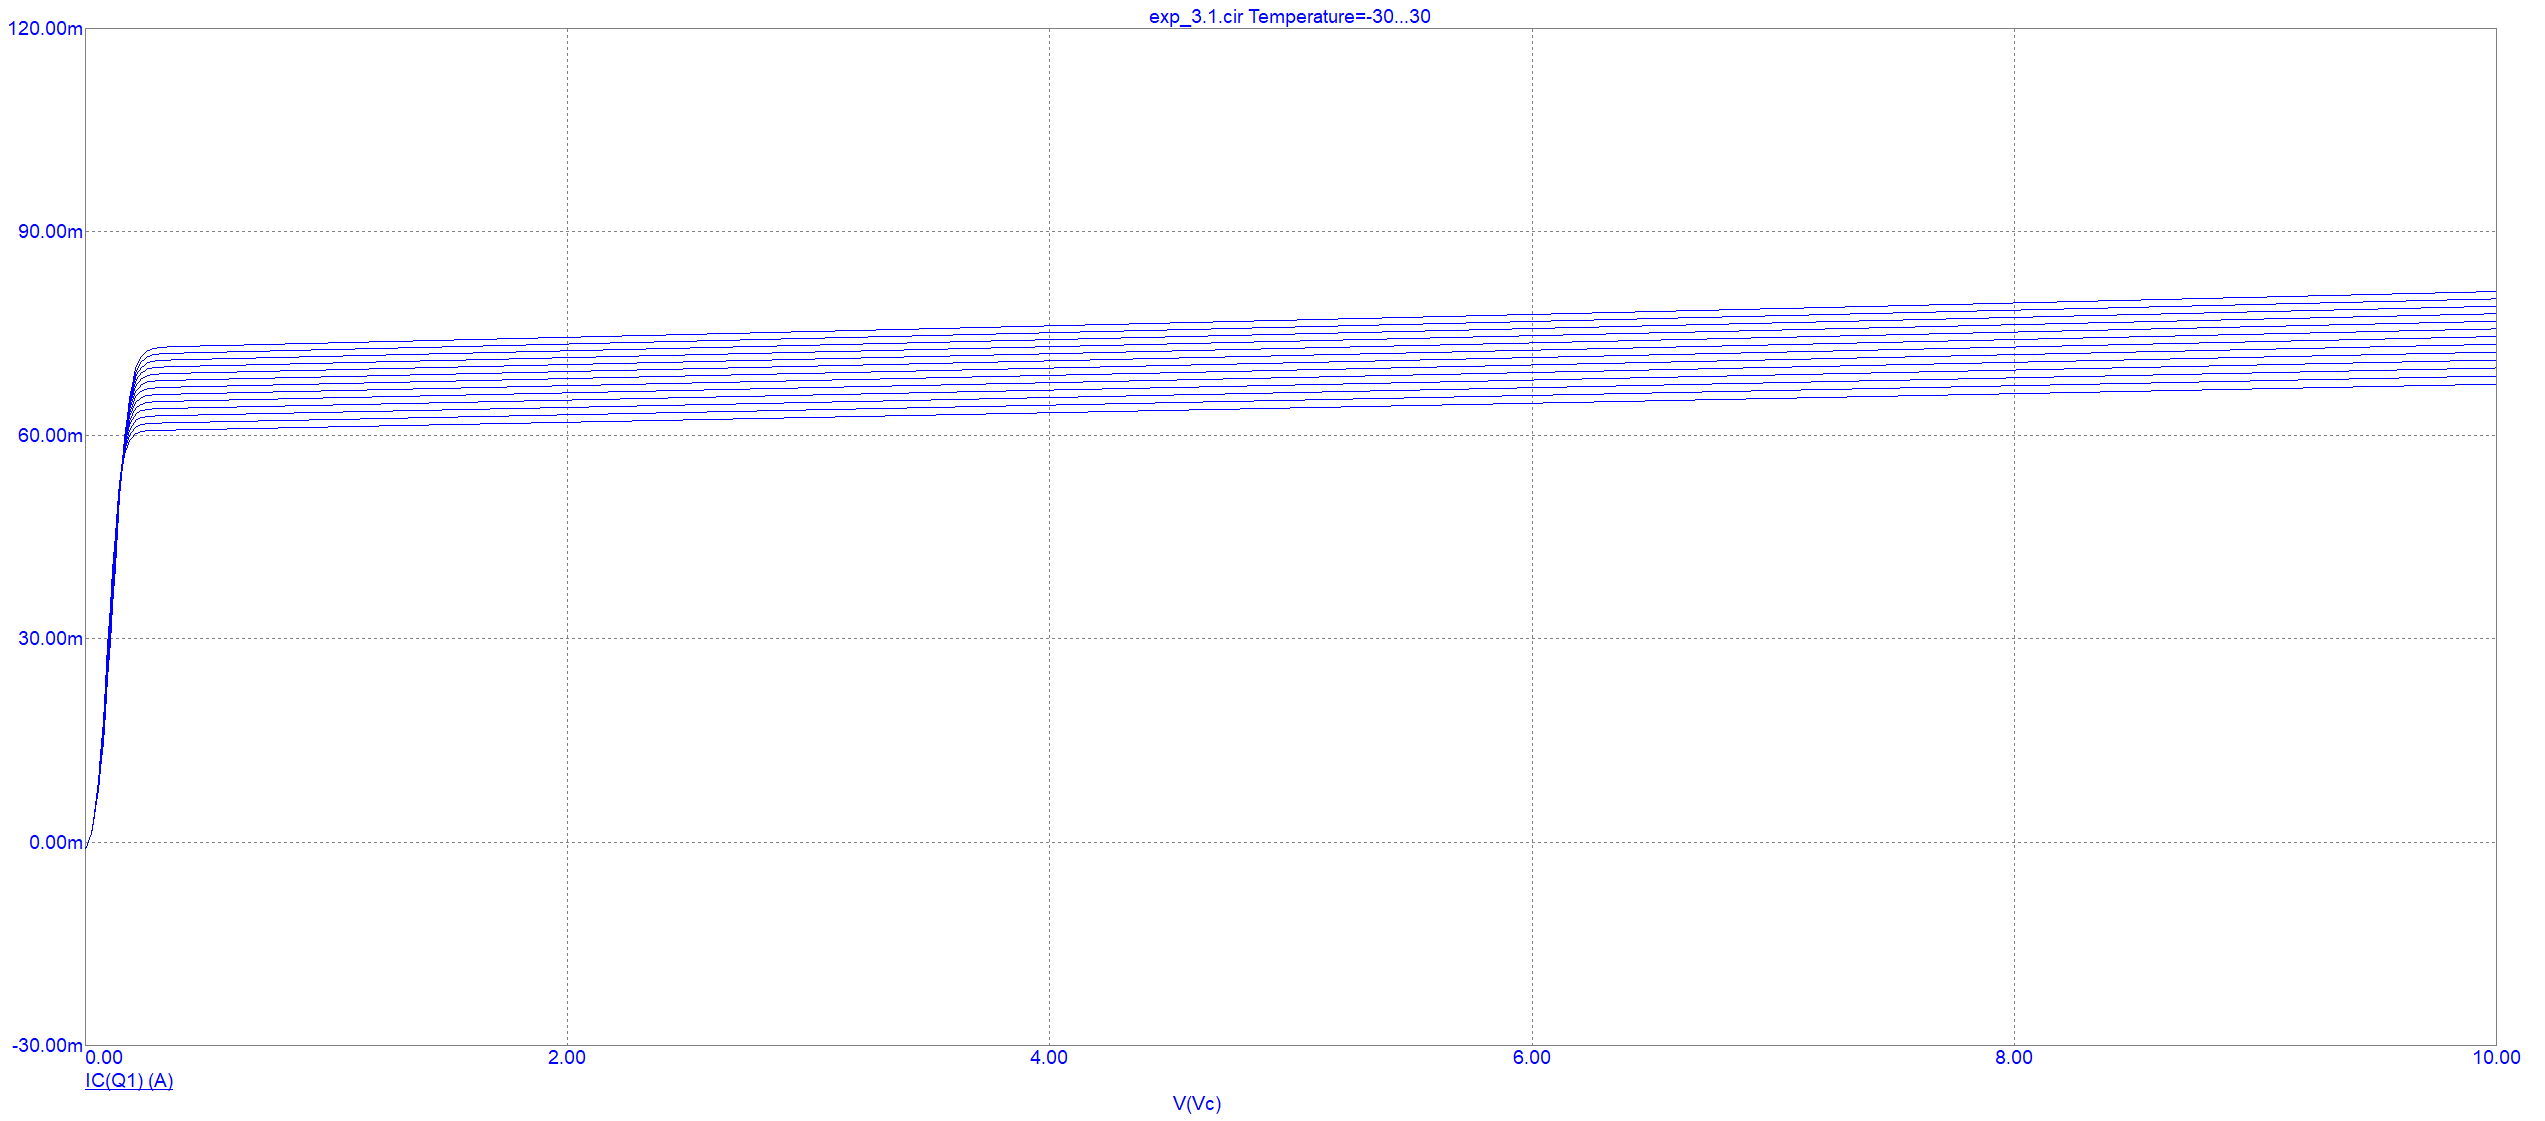 exp_3.1.cir Temperature=-30...30
120.00m
90.00m
60.00m
30.00m
0.00m
-30.00m
0.00 2.00 4.00 6.00 8.00 10.00
IC(Q1) (A)
V(Vc)